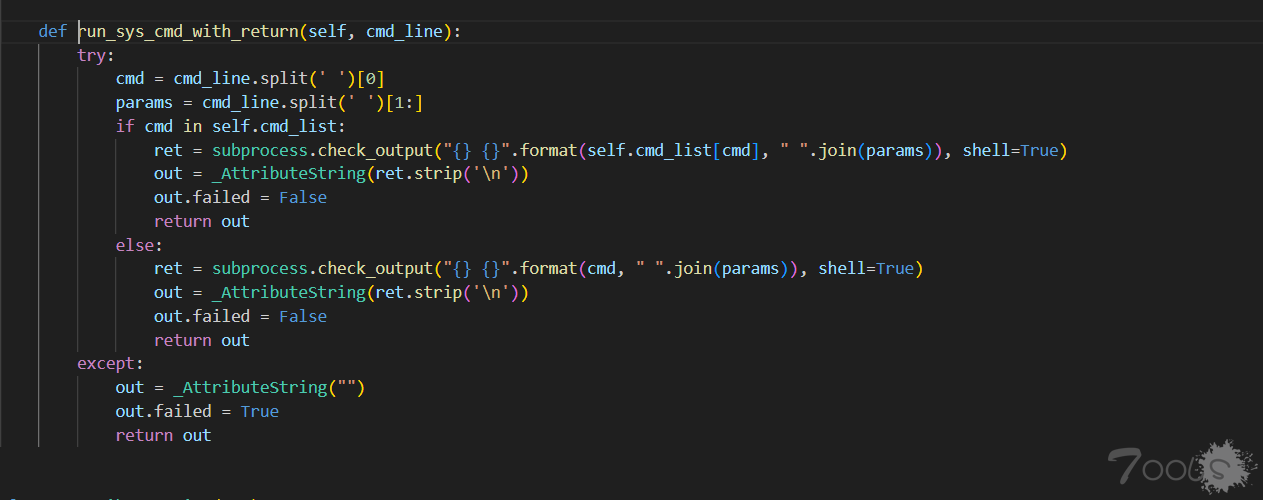 def run_sys_cmd_with_return(self, cmd_line):
    try:
        cmd = cmd_line.split(' ')[0]
        params = cmd_line.split(' ')[1:]
        if cmd in self.cmd_list:
            ret = subprocess.check_output("{} {}".format(self.cmd_list[cmd], " ".join(params)), shell=True)
            out = _AttributeString(ret.strip('\n'))
            out.failed = False
            return out
        else:
            ret = subprocess.check_output("{} {}".format(cmd, " ".join(params)), shell=True)
            out = _AttributeString(ret.strip('\n'))
            out.failed = False
            return out
    except:
        out = _AttributeString("")
        out.failed = True
        return out
7ooLS